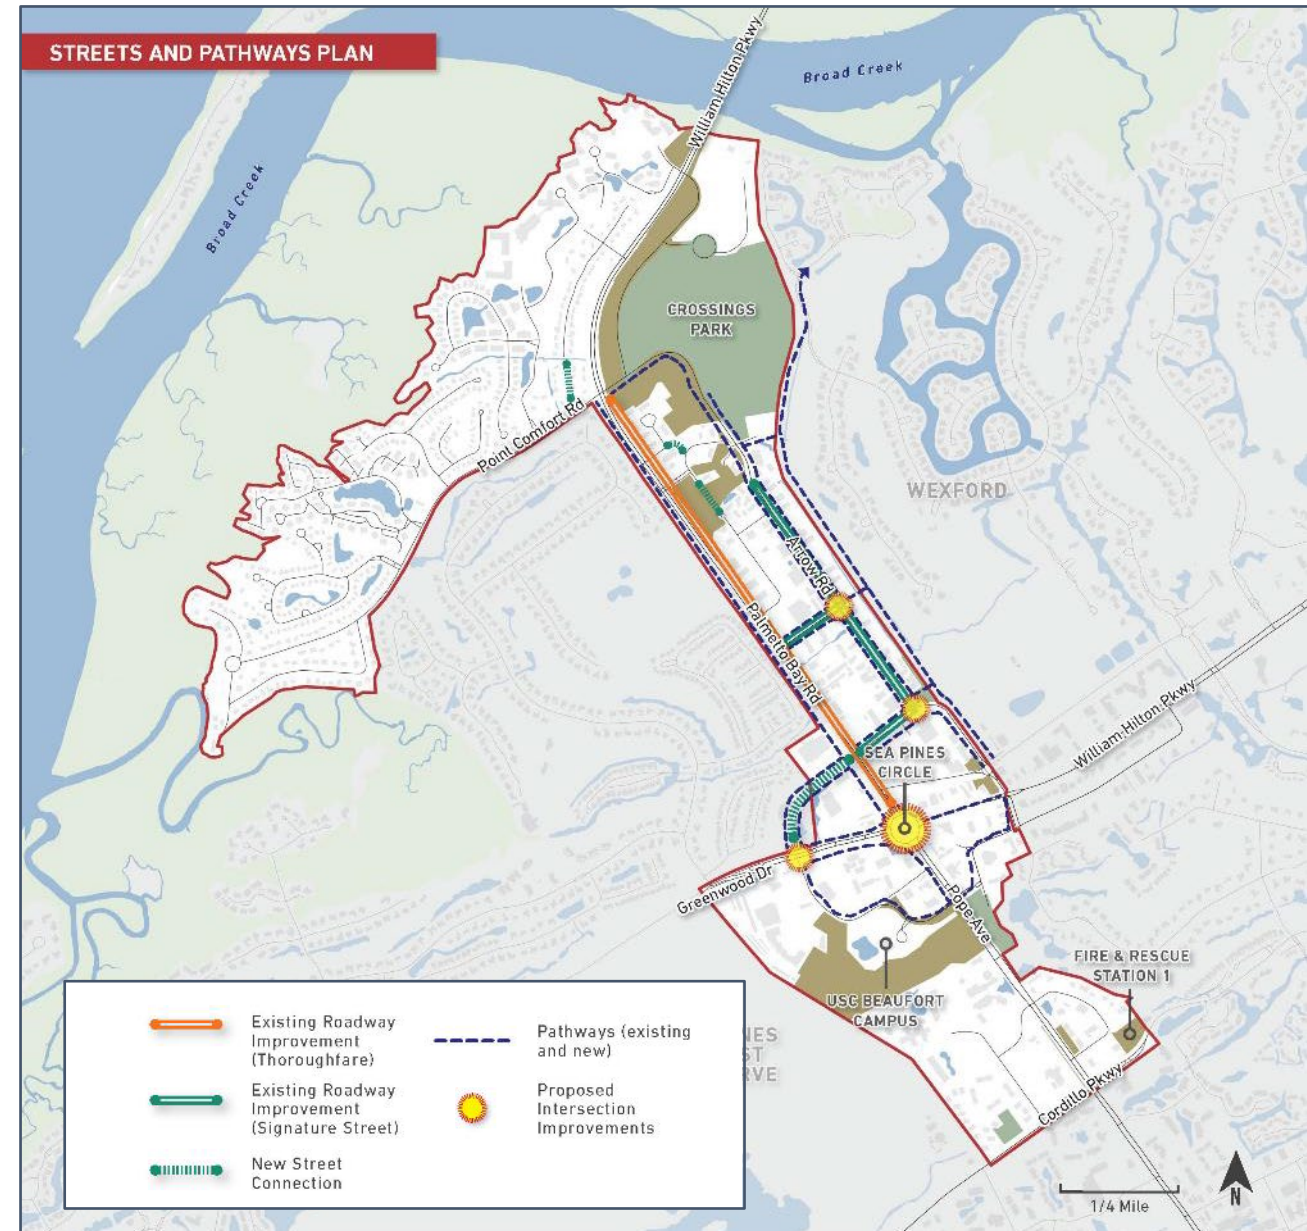 STREETS AND PATHWAYS PLAN
William Hilton Pkwy
Broad Creek
Broad Creek
CROSSINGS
PARK
Point Comfort Rd
WEXFORD
Arrow Rd
Palmetto Bay Rd
William Hilton Pkwy
SEA PINES
CIRCLE
Greenwood Dr
Pope Ave
FIRE & RESCUE
STATION 1
USC BEAUFORT
CAMPUS
NES
ST
RVE
Cordillo Pkwy
Existing Roadway
Improvement
(Thoroughfare)
Existing Roadway
Improvement
(Signature Street)
New Street
Connection
Pathways (existing
and new)
Proposed
Intersection
Improvements
1/4 Mile
N